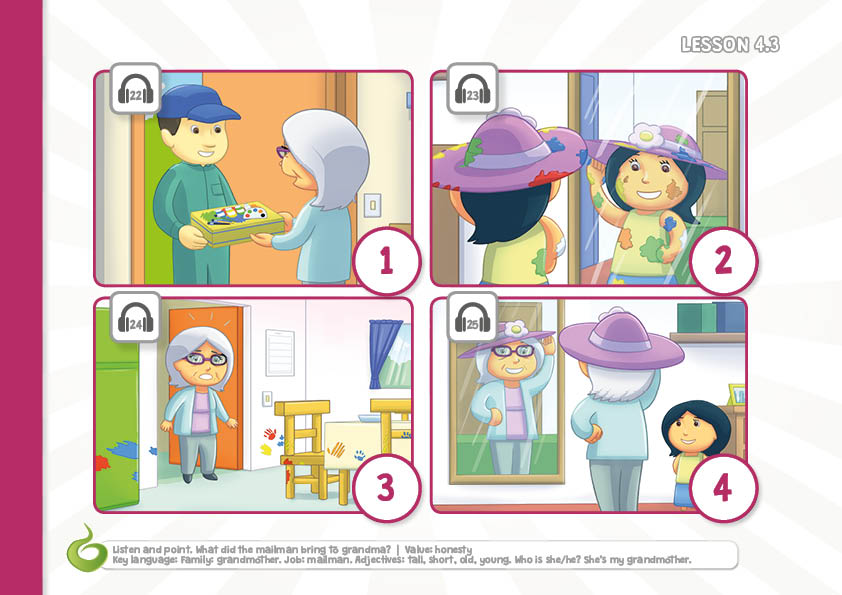 LESSON 4.3
22
23
1
2
24
25
3
4
Listen and point. What did the mailman bring to grandma? | Value: honesty
Key language: Family: grandmother. Job: mailman. Adjectives: tall, short, old, young. Who is she/he? She's my grandmother.